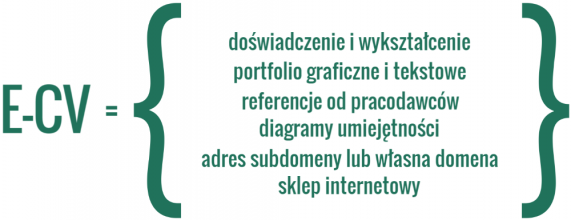 E-CV = {
doświadczenie i wykształcenie
portfolio graficzne i tekstowe
referencje od pracodawców
diagramy umiejętności
adres subdomeny lub własna domena
sklep internetowy
}